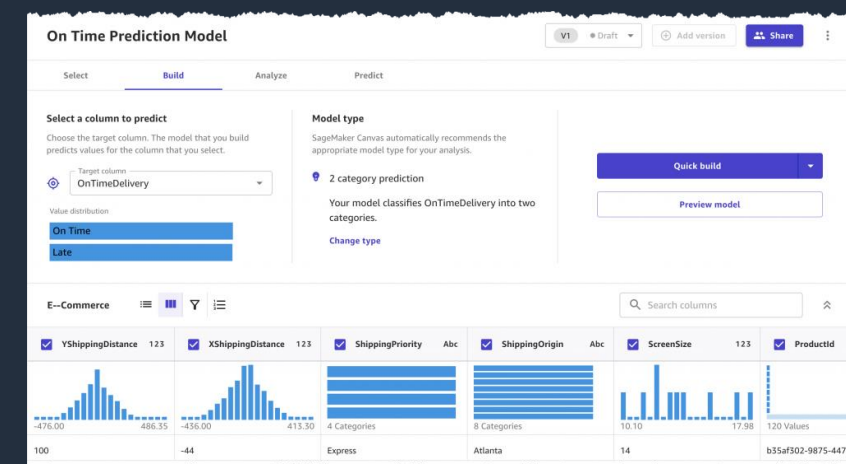 On Time Prediction Model
V1 Draft
Add version
Share
Select Build Analyze Predict
Select a column to predict
Choose the target column. The model that you build
predicts values for the column that you select.
Target column
OnTimeDelivery
Value distribution
On Time
Late
Model type
SageMaker Canvas automatically recommends the
appropriate model type for your analysis.
2 category prediction
Your model classifies OnTimeDelivery into two
categories.
Change type
Quick build
Preview model
E--Commerce
Search columns
YShippingDistance 123 XShippingDistance 123 ShippingPriority Abc ShippingOrigin Abc ScreenSize 123 ProductId
-476.00 486.35 -436.00 413.30 4 Categories 8 Categories 10.10 17.98 120 Values
100 -44 Express Atlanta 14 b35af302-9875-447